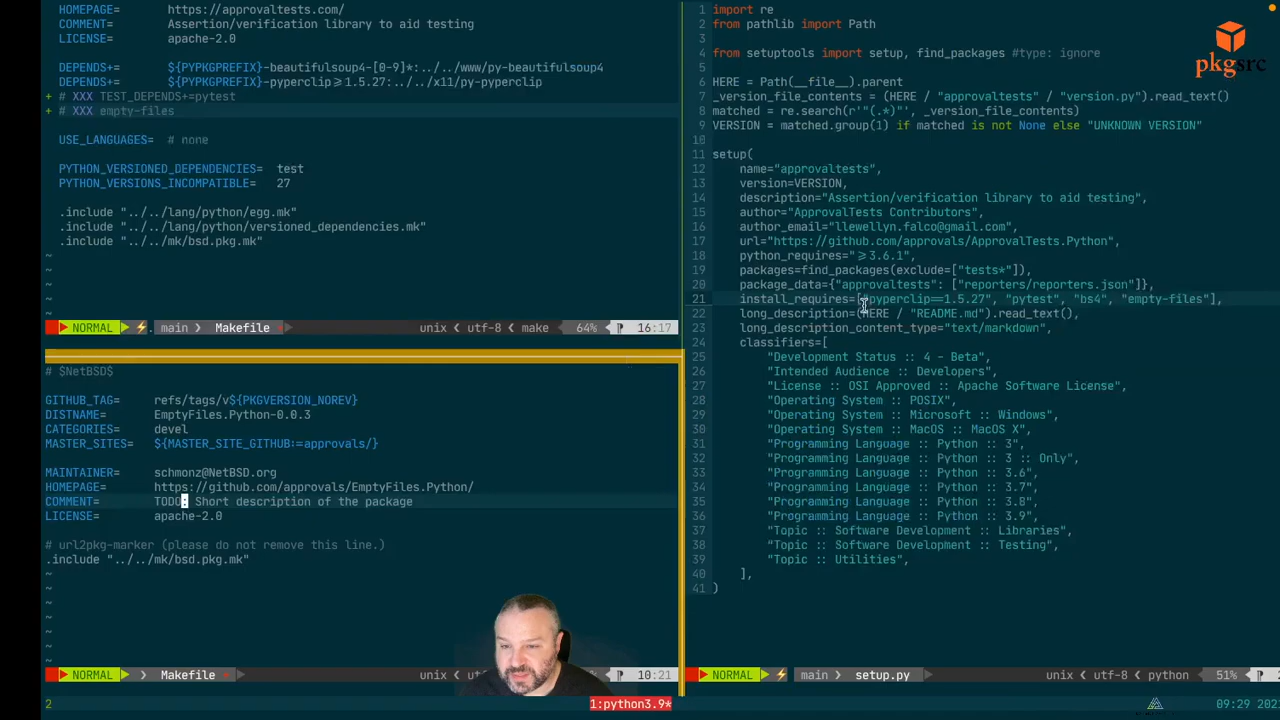 HOMEPAGE= https://approvaltests.com/
COMMENT= Assertion/verification library to aid testing
LICENSE= apache-2.0
DEPENDS+= ${PYPKGPREFIX}-beautifulsoup4-[0-9]*:../../www/py-beautifulsoup4
DEPENDS+= ${PYPKGPREFIX}-pyperclip>=1.5.27:../../x11/py-pyperclip
+ # XXX TEST_DEPENDS+=pytest
+ # XXX empty-files
USE_LANGUAGES= # none
PYTHON_VERSIONED_DEPENDENCIES= test
PYTHON_VERSIONS_INCOMPATIBLE= 27
.include "../../lang/python/egg.mk"
.include "../../lang/python/versioned_dependencies.mk"
.include "../../mk/bsd.pkg.mk"
~
~
~
~
NORMAL ⚡. main Makefile unix utf-8 make 64% 16:17
# $NetBSD$
GITHUB_TAG= refs/tags/v${PKGVERSION_NOREV}
DISTNAME= EmptyFiles.Python-0.0.3
CATEGORIES= devel
MASTER_SITES= ${MASTER_SITE_GITHUB:=approvals/}
MAINTAINER= schmonz@NetBSD.org
HOMEPAGE= https://github.com/approvals/EmptyFiles.Python/
COMMENT= TODO: Short description of the package
LICENSE= apache-2.0
# url2pkg-marker (please do not remove this line.)
.include "../../mk/bsd.pkg.mk"
~
~
~
~
~
~
~
NORMAL Makefile unix 10:21
1 import re
2 from pathlib import Path
3
4 from setuptools import setup, find_packages #type: ignore
5
6 HERE = Path(__file__).parent
7 _version_file_contents = (HERE / "approvaltests" / "version.py").read_text()
8 matched = re.search(r'"(.*)"', _version_file_contents)
9 VERSION = matched.group(1) if matched is not None else "UNKNOWN VERSION"
10
11 setup(
12 name="approvaltests",
13 version=VERSION,
14 description="Assertion/verification library to aid testing",
15 author="ApprovalTests Contributors",
16 author_email="llewellyn.falco@gmail.com",
17 url="https://github.com/approvals/ApprovalTests.Python",
18 python_requires=">=3.6.1",
19 packages=find_packages(exclude=["tests*"]),
20 package_data={"approvaltests": ["reporters/reporters.json"]},
21 install_requires=["pyperclip==1.5.27", "pytest", "bs4", "empty-files"],
22 long_description=(HERE / "README.md").read_text(),
23 long_description_content_type="text/markdown",
24 classifiers=[
25 "Development Status :: 4 - Beta",
26 "Intended Audience :: Developers",
27 "License :: OSI Approved :: Apache Software License",
28 "Operating System :: POSIX",
29 "Operating System :: Microsoft :: Windows",
30 "Operating System :: MacOS :: MacOS X",
31 "Programming Language :: Python :: 3",
32 "Programming Language :: Python :: 3 :: Only",
33 "Programming Language :: Python :: 3.6",
34 "Programming Language :: Python :: 3.7",
35 "Programming Language :: Python :: 3.8",
36 "Programming Language :: Python :: 3.9",
37 "Topic :: Software Development :: Libraries",
38 "Topic :: Software Development :: Testing",
39 "Topic :: Utilities",
40 ],
41 )
NORMAL ⚡ main setup.py unix utf-8 python 51%
pkgsrc
2 1:python3.9* 09:29